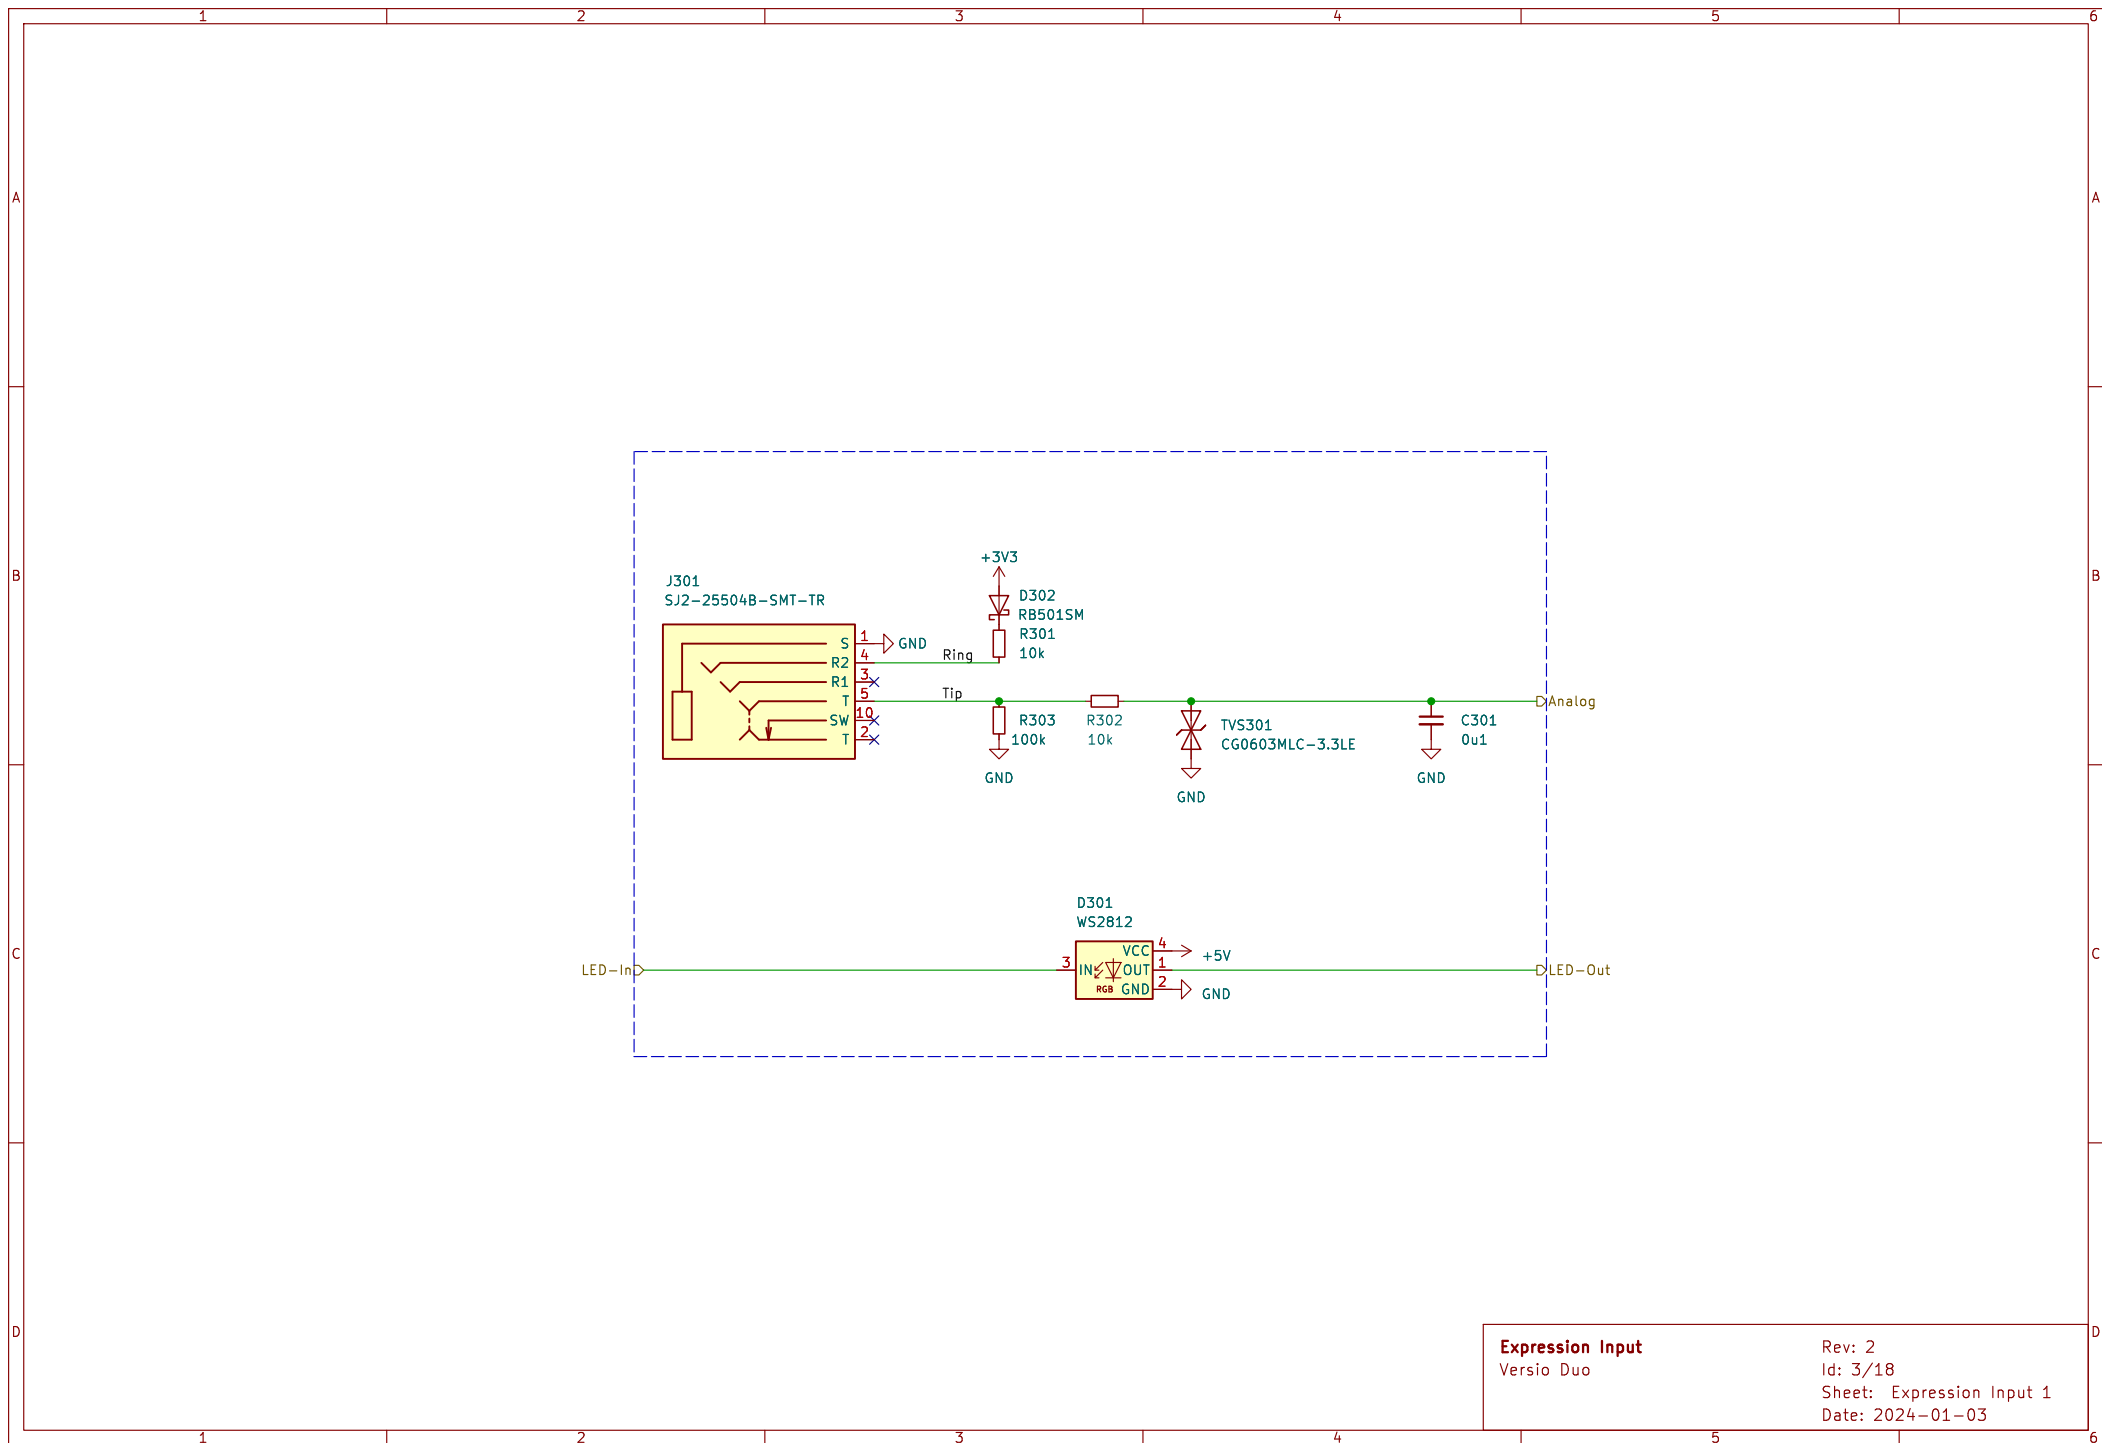 1 2 3 4 5 6
A A
B B
C C
D D
J301
SJ2-25504B-SMT-TR
S 1 GND
R2 4 Ring
R1 3
T 5 Tip
SW 10
T 2
+3V3
D302
RB501SM
R301
10k
R303
100k
GND
R302
10k
TVS301
CG0603MLC-3.3LE
GND
C301
0u1
GND
Analog
D301
WS2812
LED-In
3 IN
RGB
VCC 4 +5V
OUT 1
GND 2 GND
LED-Out
Expression Input
Versio Duo
Rev: 2
Id: 3/18
Sheet: Expression Input 1
Date: 2024-01-03
1 2 3 4 5 6